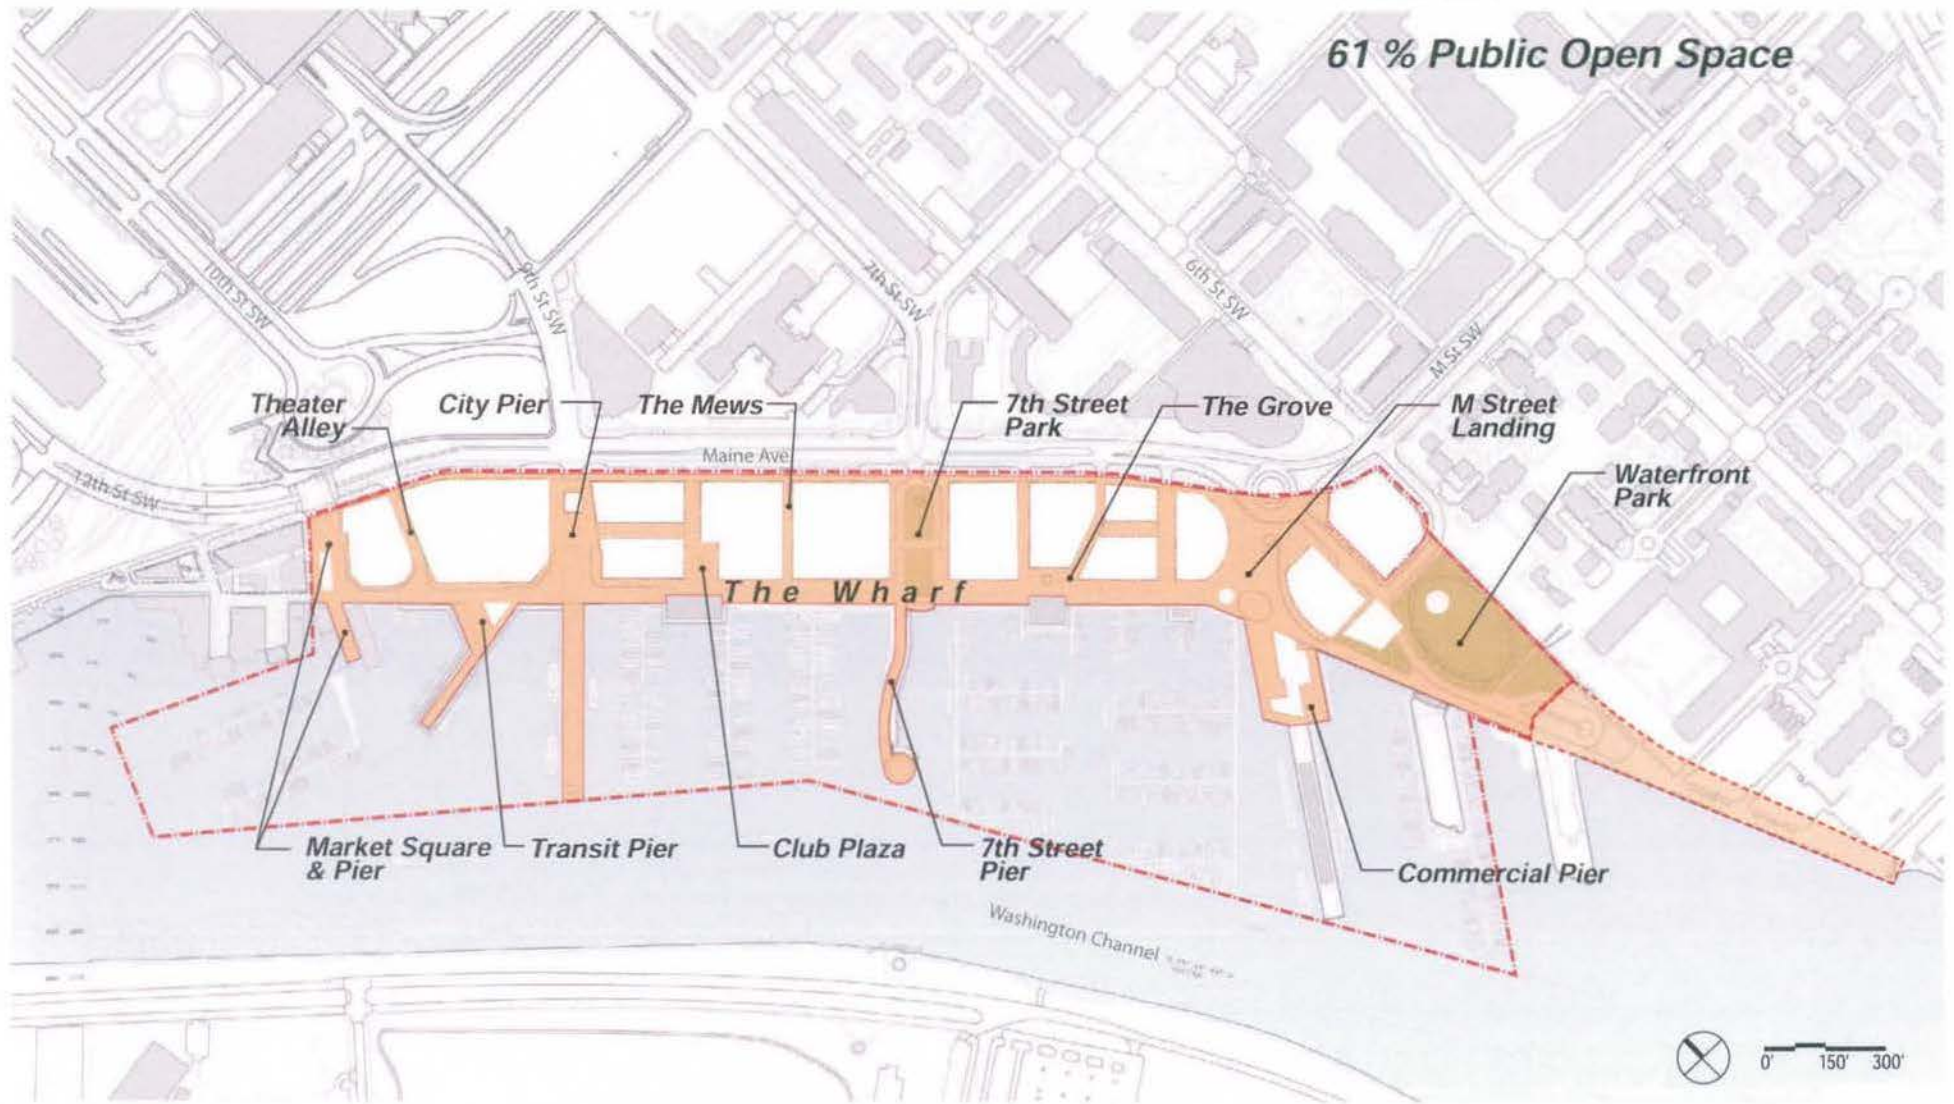 61 % Public Open Space
10th St SW
9th St SW
7th St SW
6th St SW
M St SW
12th St SW
Theater
Alley
City Pier
The Mews
7th Street
Park
The Grove
M Street
Landing
Maine Ave
Waterfront
Park
The Wharf
Market Square
& Pier
Transit Pier
Club Plaza
7th Street
Pier
Commercial Pier
Washington Channel
0' 150' 300'